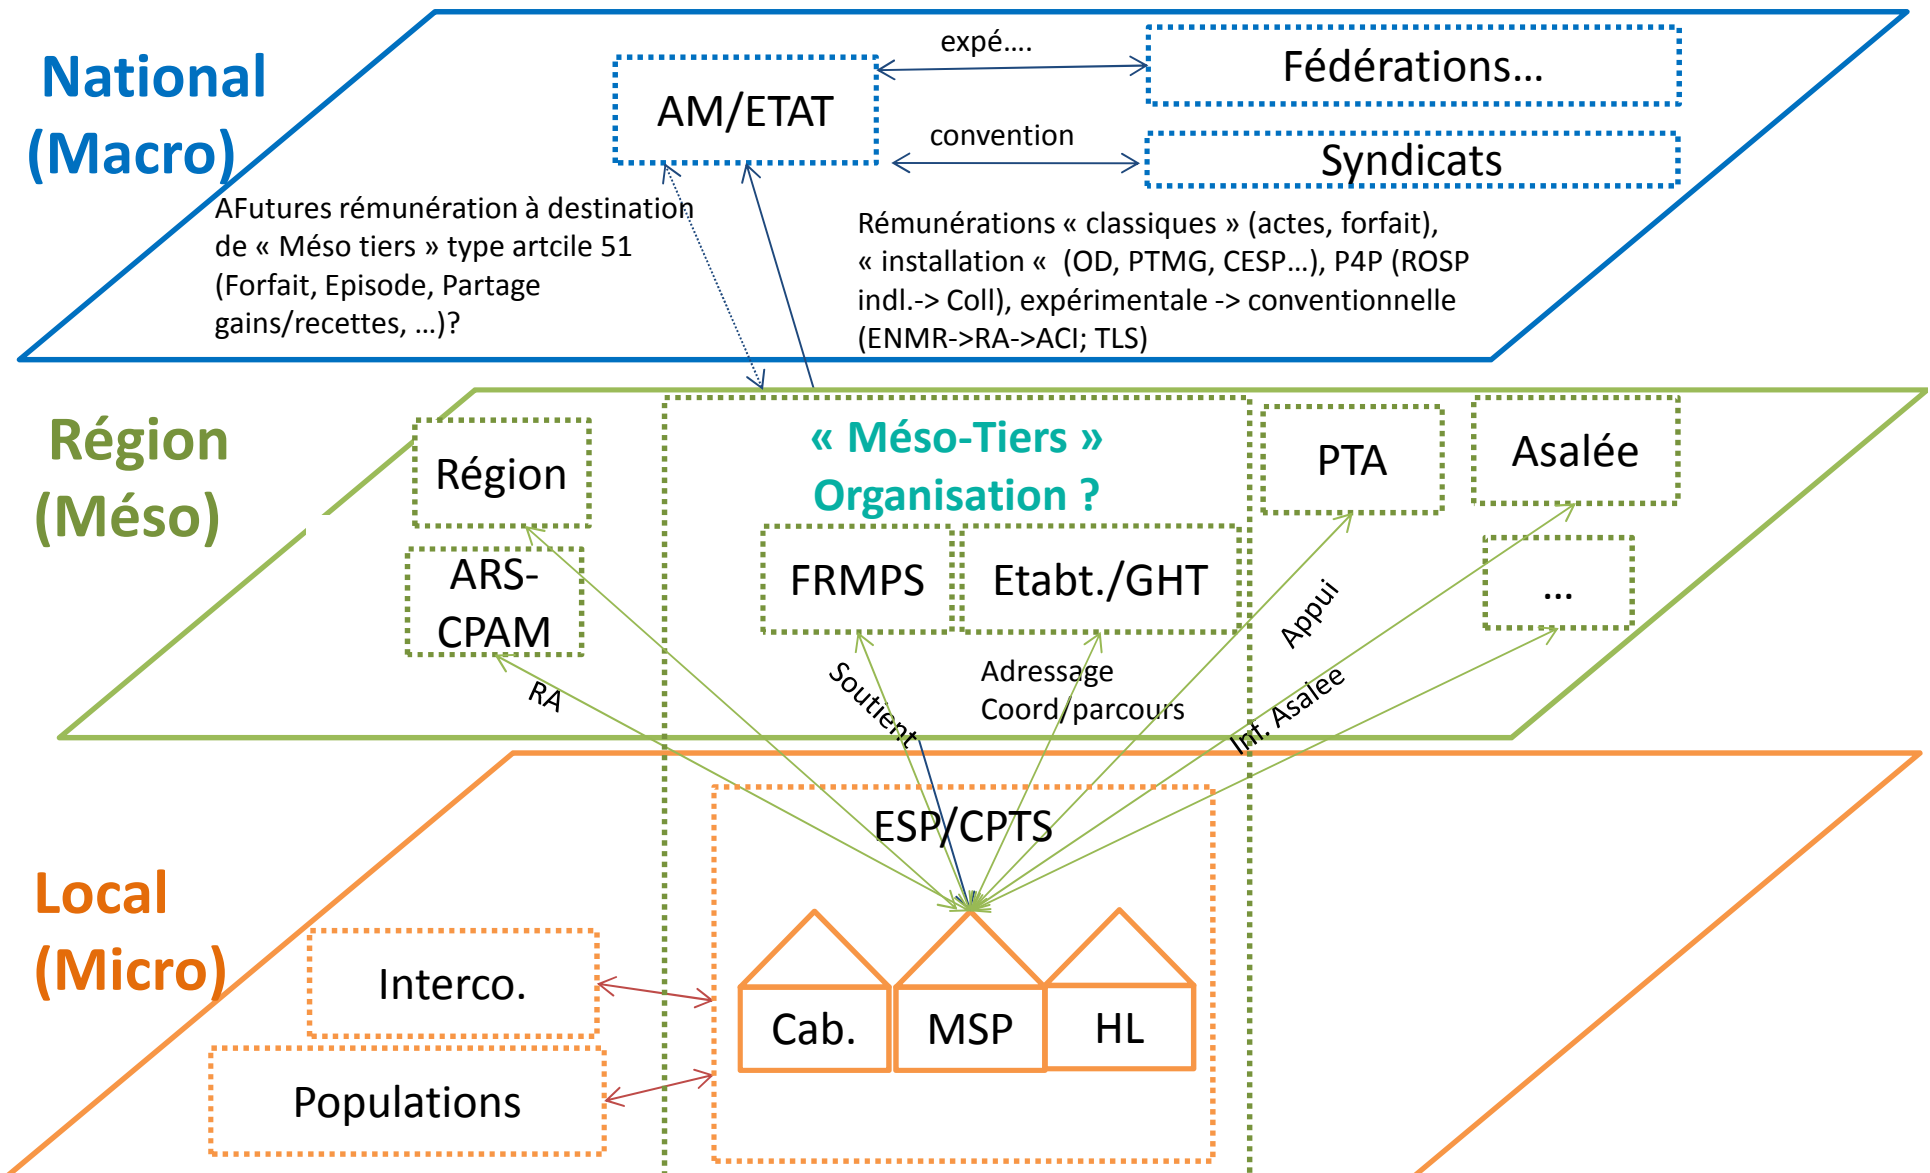 National
(Macro)
AM/ETAT
expé....
convention
Fédérations…
Syndicats
AFutures rémunération à destination
de « Méso tiers » type artcile 51
(Forfait, Episode, Partage
gains/recettes, …)?
Rémunérations « classiques » (actes, forfait),
« installation « (OD, PTMG, CESP…), P4P (ROSP
indl.-> Coll), expérimentale -> conventionnelle
(ENMR->RA->ACI; TLS)
Région
(Méso)
Région
ARS-
CPAM
« Méso-Tiers »
Organisation ?
FRMPS
Etabt./GHT
PTA
Asalée
…
RA
Soutient
Adressage
Coord/parcours
Appui
Inf. Asalee
Local
(Micro)
ESP/CPTS
Interco.
Populations
Cab.
MSP
HL